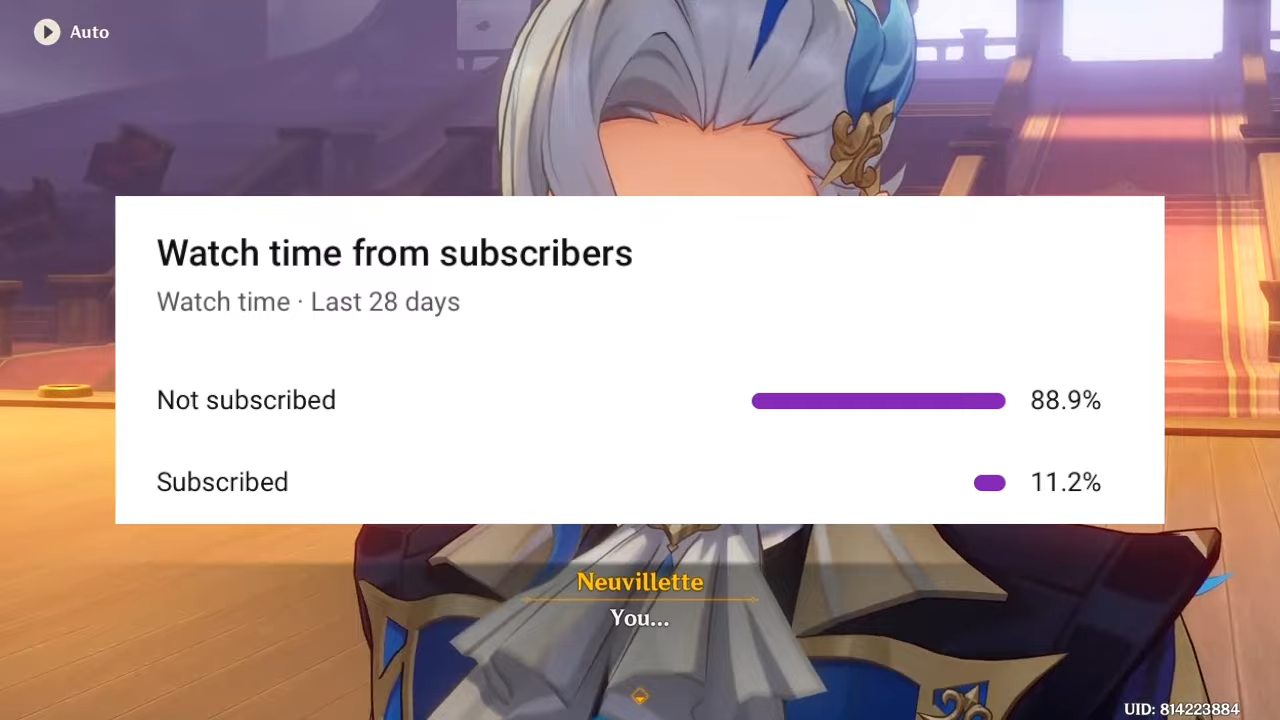 Auto
Watch time from subscribers
Watch time · Last 28 days
Not subscribed 88.9%
Subscribed 11.2%
Neuvillette
You...
UID: 814223884